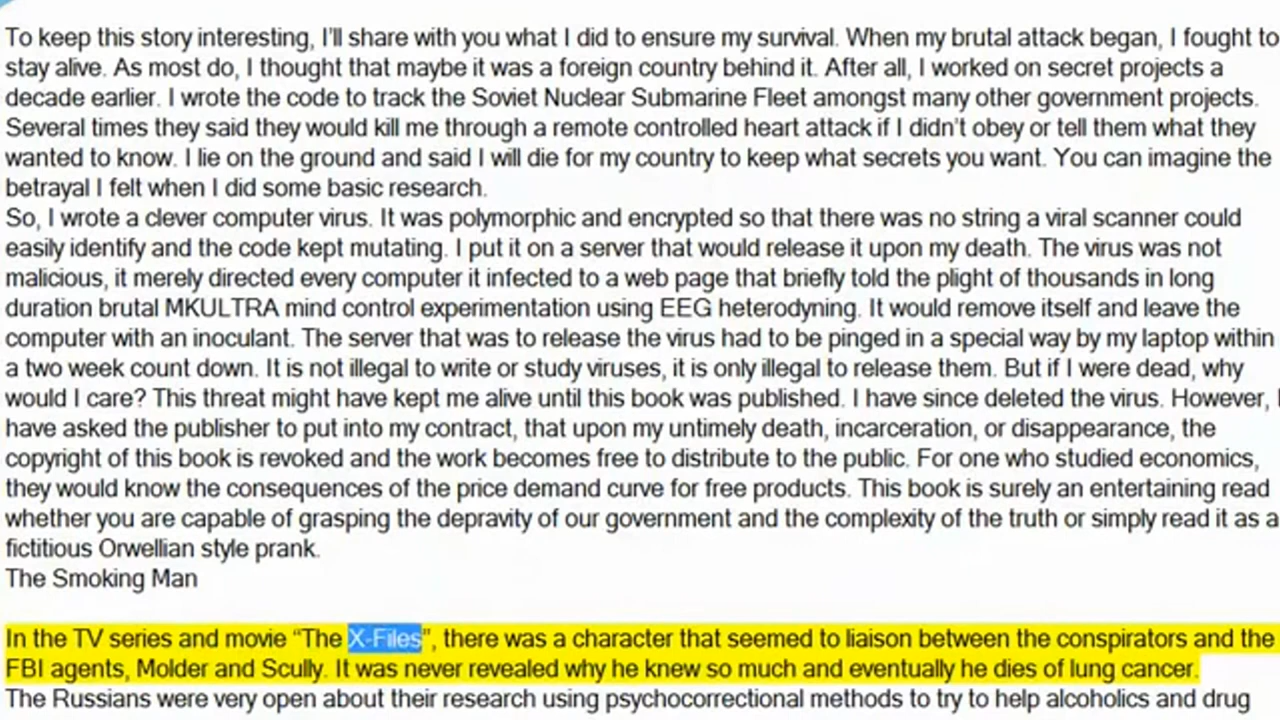 To keep this story interesting, I'll share with you what I did to ensure my survival. When my brutal attack began, I fought to
stay alive. As most do, I thought that maybe it was a foreign country behind it. After all, I worked on secret projects a
decade earlier. I wrote the code to track the Soviet Nuclear Submarine Fleet amongst many other government projects.
Several times they said they would kill me through a remote controlled heart attack if I didn't obey or tell them what they
wanted to know. I lie on the ground and said I will die for my country to keep what secrets you want. You can imagine the
betrayal I felt when I did some basic research.
So, I wrote a clever computer virus. It was polymorphic and encrypted so that there was no string a viral scanner could
easily identify and the code kept mutating. I put it on a server that would release it upon my death. The virus was not
malicious, it merely directed every computer it infected to a web page that briefly told the plight of thousands in long
duration brutal MKULTRA mind control experimentation using EEG heterodyning. It would remove itself and leave the
computer with an inoculant. The server that was to release the virus had to be pinged in a special way by my laptop within
a two week count down. It is not illegal to write or study viruses, it is only illegal to release them. But if I were dead, why
would I care? This threat might have kept me alive until this book was published. I have since deleted the virus. However, I
have asked the publisher to put into my contract, that upon my untimely death, incarceration, or disappearance, the
copyright of this book is revoked and the work becomes free to distribute to the public. For one who studied economics,
they would know the consequences of the price demand curve for free products. This book is surely an entertaining read
whether you are capable of grasping the depravity of our government and the complexity of the truth or simply read it as a
fictitious Orwellian style prank.
The Smoking Man
In the TV series and movie “The X-Files”, there was a character that seemed to liaison between the conspirators and the
FBI agents, Molder and Scully. It was never revealed why he knew so much and eventually he dies of lung cancer.
The Russians were very open about their research using psychocorrectional methods to try to help alcoholics and drug